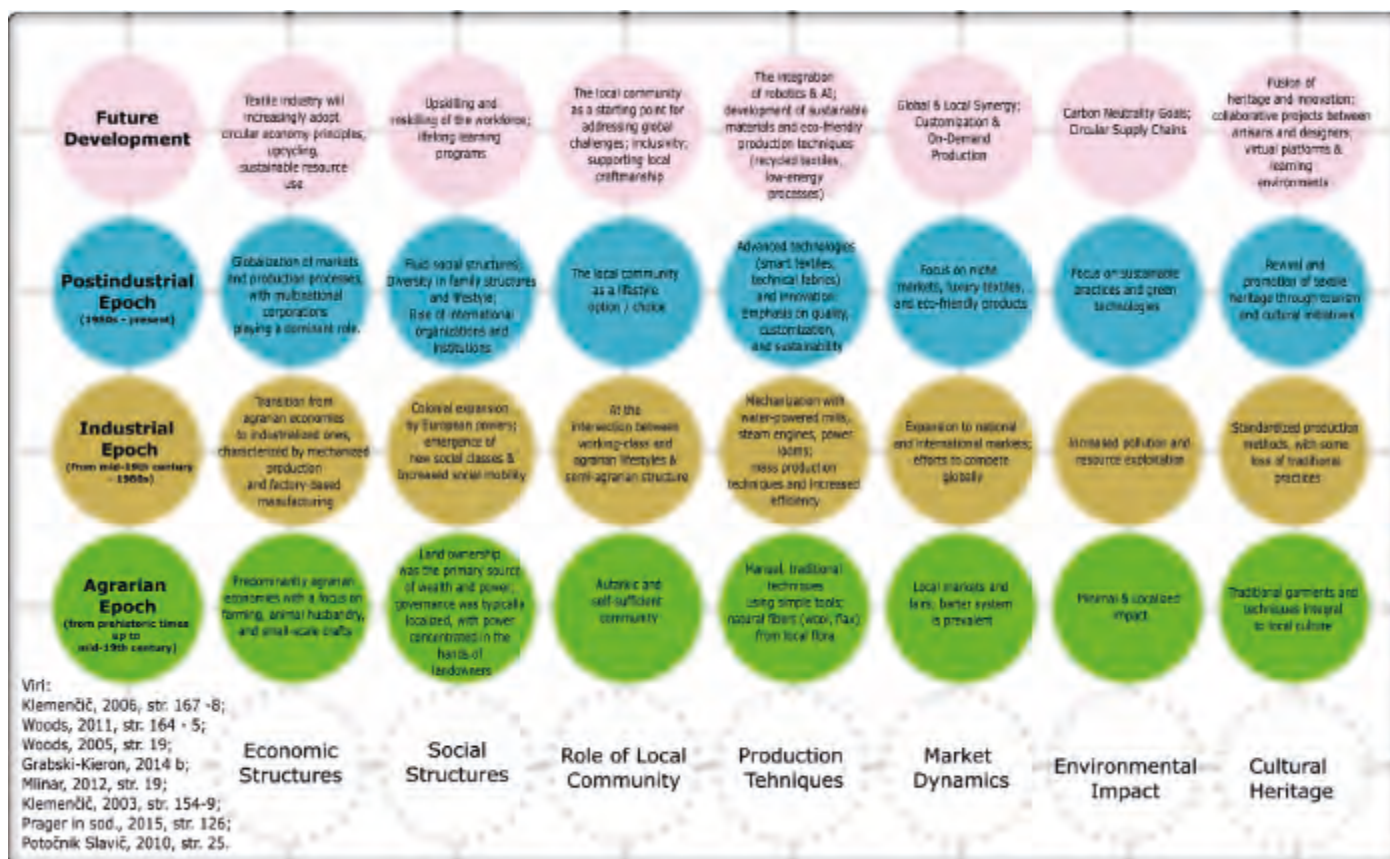 Future
Development
Textile industry will
increasingly adopt
circular economy principles,
upcycling,
sustainable resource
use
Upskilling and
reskilling of the workforce;
lifelong learning
programs
The local community
as a starting point for
addressing global
challenges; inclusivity;
supporting local
craftmanship
The integration
of robotics & AI;
development of sustainable
materials and eco-friendly
production techniques
(recycled textiles,
low-energy
processes)
Global & Local Synergy;
Customization &
On-Demand
Production
Carbon Neutrality Goals;
Circular Supply Chains
Fusion of
heritage and innovation;
collaborative projects between
artisans and designers;
virtual platforms &
learning
environments
Postindustrial
Epoch
- present)
Globalization of markets
and production processes,
with multinational
corporations
playing a dominant role.
Fluid social structures;
Diversity in family structures
and lifestyle;
Rise of international
organizations and
institutions
The local community
as a lifestyle
option / choice
Advanced technologies
(smart textiles,
technical fabrics)
and innovation;
Emphasis on quality,
customization,
and sustainability
Focus on niche
markets, luxury textiles,
and eco-friendly products
Focus on sustainable
practices and green
technologies
Revival and
promotion of textile
heritage through tourism
and cultural initiatives
Industrial
Epoch
(from mid-19th century
Transition from
agrarian economies
to industrialized ones,
characterized by mechanized
production
and factory-based
manufacturing
Colonial expansion
by European powers;
emergence of
new social classes &
Increased social mobility
At the
intersection between
working-class and
agrarian lifestyles &
semi-agrarian structure
Mechanization with
water-powered mills,
steam engines, power
looms;
mass production
techniques and increased
efficiency
Expansion to national
and international markets;
efforts to compete
globally
Increased pollution and
resource exploitation
Standardized production
methods, with some
loss of traditional
practices
Agrarian
Epoch
(from prehistoric times
up to
mid-19th century)
Predominantly agrarian
economies with a focus on
farming, animal husbandry,
and small-scale crafts
Land ownership
was the primary source
of wealth and power;
governance was typically
localized, with power
concentrated in the
hands of
landowners
and
self-sufficient
community
Manual, traditional
techniques
using simple tools;
natural fibers (wool, flax)
from local flora
Local markets and
fairs, barter system
is prevalent
Minimal & Localized
Impact
Traditional garments and
techniques integral
to local culture
Viri:
Klemenčič, 2006, str. 167 -8;
Woods, 2011, str. 164 - 5;
Woods, 2005, str. 19;
Grabski-Kieron, 2014 b;
Mlinar, 2012, str. 19;
Klemenčič, 2003, str. 154-9;
Prager in sod., 2015, str. 126;
Potočnik Slavič, 2010, str. 25.
Economic
Structures
Social
Structures
Role of Local
Community
Production
Tehniques
Market
Dynamics
Environmental
Impact
Cultural
Heritage